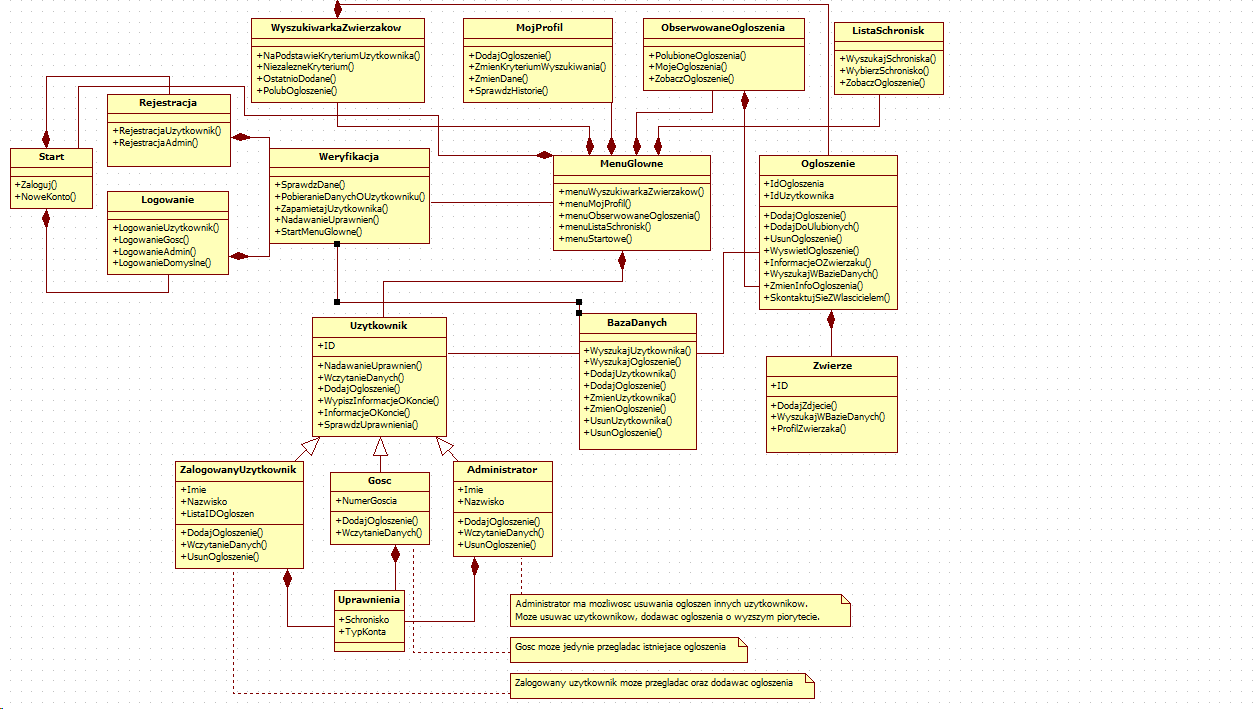 WyszukiwarkaZwierzakow
+NaPodstawieKryteriumUzytkownika()
+NiezalezneKryterium()
+OstatnioDodane()
+PolubOgloszenie()
MojProfil
+DodajOgloszenie()
+ZmienKryteriumWyszukiwania()
+ZmienDane()
+SprawdzHistorie()
ObserwowaneOgloszenia
+PolubioneOgloszenia()
+MojeOgloszenia()
+ZobaczOgloszenie()
ListaSchronisk
+WyszukajSchroniska()
+WybierzSchronisko()
+ZobaczOgloszenie()
Rejestracja
+RejestracjaUzytkownik()
+RejestracjaAdmin()
Start
+Zaloguj()
+NoweKonto()
Weryfikacja
+SprawdzDane()
+PobieranieDanychOUzytkowniku()
+ZapamietajUzytkownika()
+NadawanieUprawnien()
+StartMenuGlowne()
MenuGlowne
+menuWyszukiwarkaZwierzakow()
+menuMojProfil()
+menuObserwowaneOgloszenia()
+menuListaSchronisk()
+menuStartowe()
Ogloszenie
+IdOgloszenia
+IdUzytkownika
+DodajOgloszenie()
+DodajDoUlubionych()
+UsunOgloszenie()
+WyswietlOgloszenie()
+InformacjeOZwierzaku()
+WyszukajWBazieDanych()
+ZmienInfoOgloszenia()
+SkontaktujSieZWlascicielem()
Logowanie
+LogowanieUzytkownik()
+LogowanieGosc()
+LogowanieAdmin()
+LogowanieDomyslne()
Uzytkownik
+ID
+NadawanieUprawnien()
+WczytanieDanych()
+DodajOgloszenie()
+WypiszInformacjeOKoncie()
+InformacjeOKoncie()
+SprawdzUprawnienia()
BazaDanych
+WyszukajUzytkownika()
+WyszukajOgloszenie()
+DodajUzytkownika()
+DodajOgloszenie()
+ZmienUzytkownika()
+ZmienOgloszenie()
+UsunUzytkownika()
+UsunOgloszenie()
Zwierze
+ID
+DodajZdjecie()
+WyszukajWBazieDanych()
+ProfilZwierzaka()
ZalogowanyUzytkownik
+Imie
+Nazwisko
+ListaIDOgloszen
+DodajOgloszenie()
+WczytanieDanych()
+UsunOgloszenie()
Gosc
+NumerGoscia
+DodajOgloszenie()
+WczytanieDanych()
Administrator
+Imie
+Nazwisko
+DodajOgloszenie()
+WczytanieDanych()
+UsunOgloszenie()
Uprawnienia
+Schronisko
+TypKonta
Administrator ma mozliwosc usuwania ogloszen innych uzytkownikow.
Moze usuwac uzytkownikow, dodawac ogloszenia o wyzszym piorytecie.
Gosc moze jedynie przegladac istniejace ogloszenia
Zalogowany uzytkownik moze przegladac oraz dodawac ogloszenia